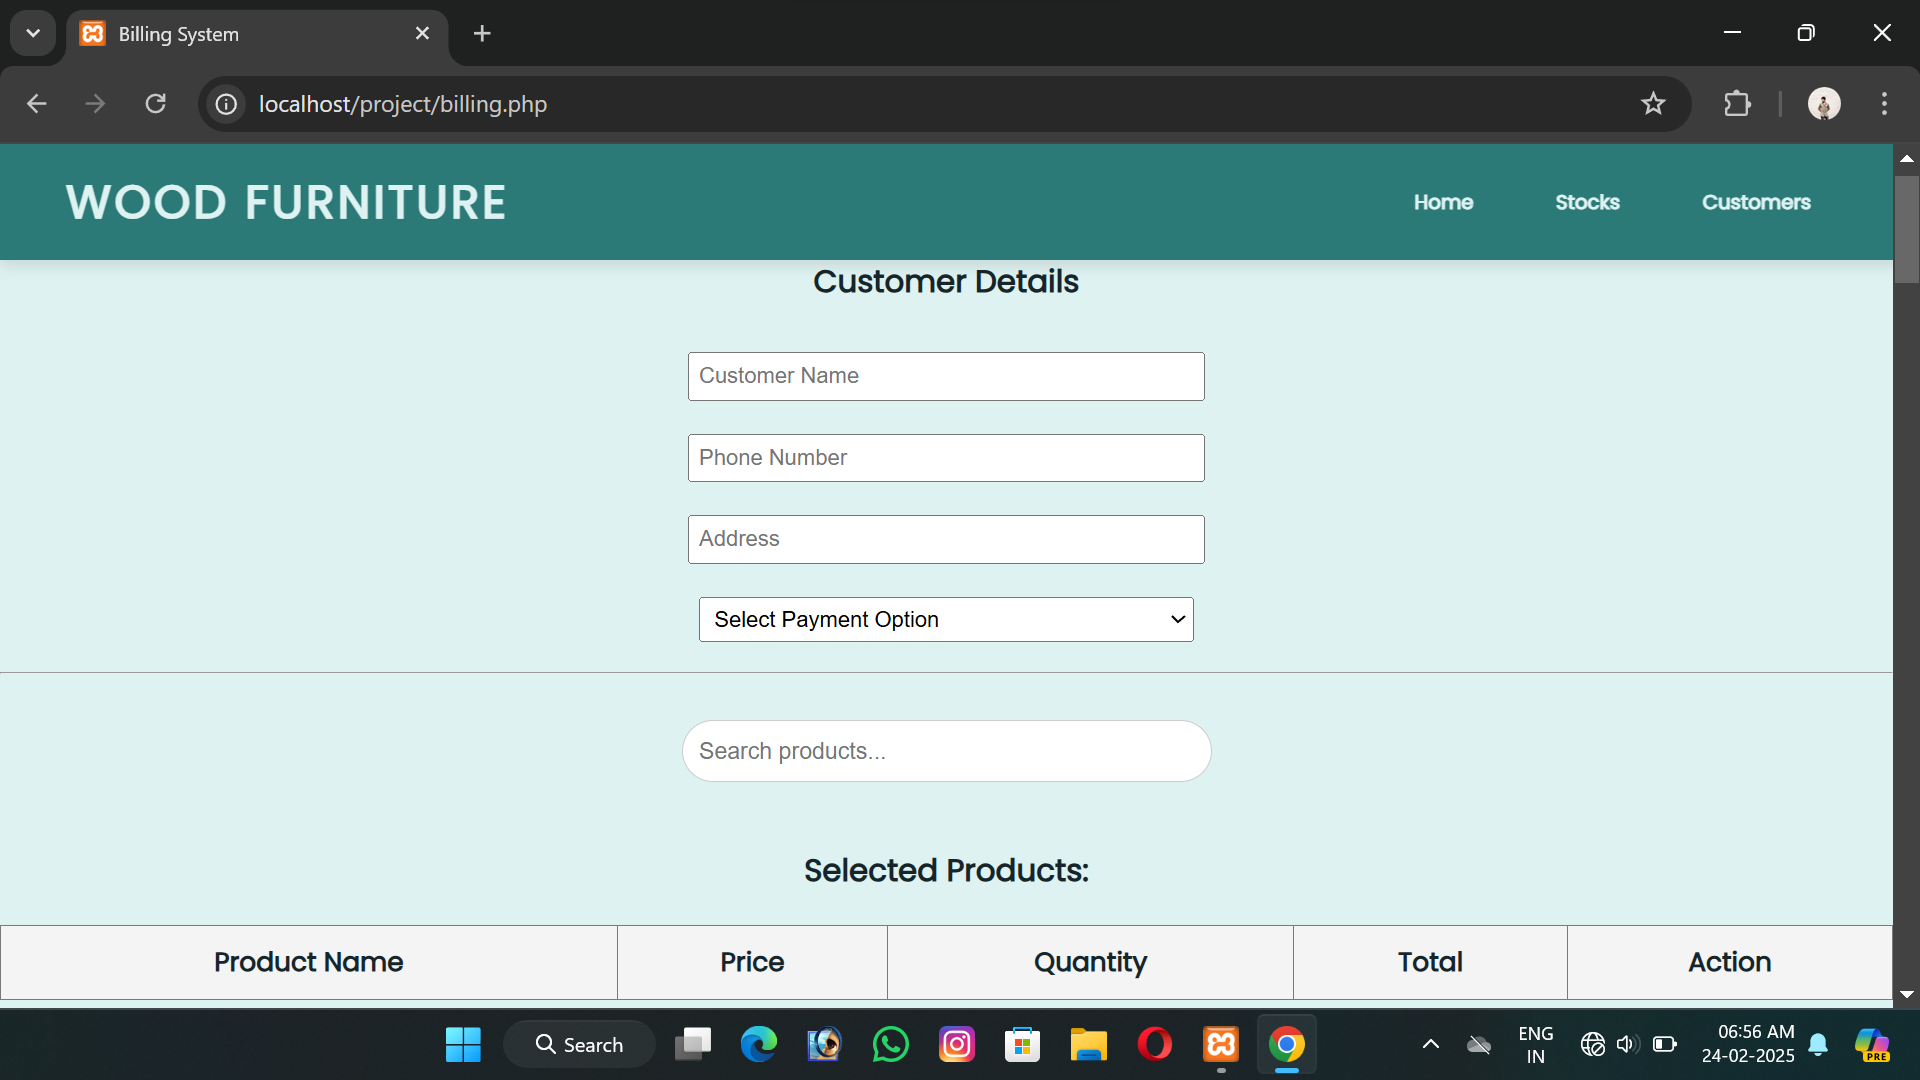 Billing System
localhost/project/billing.php
WOOD FURNITURE
Home Stocks Customers
Customer Details
Customer Name
Phone Number
Address
Select Payment Option
Search products...
Selected Products:
Product Name Price Quantity Total Action
Search
PRE
ENG
IN
06:56 AM
24-02-2025